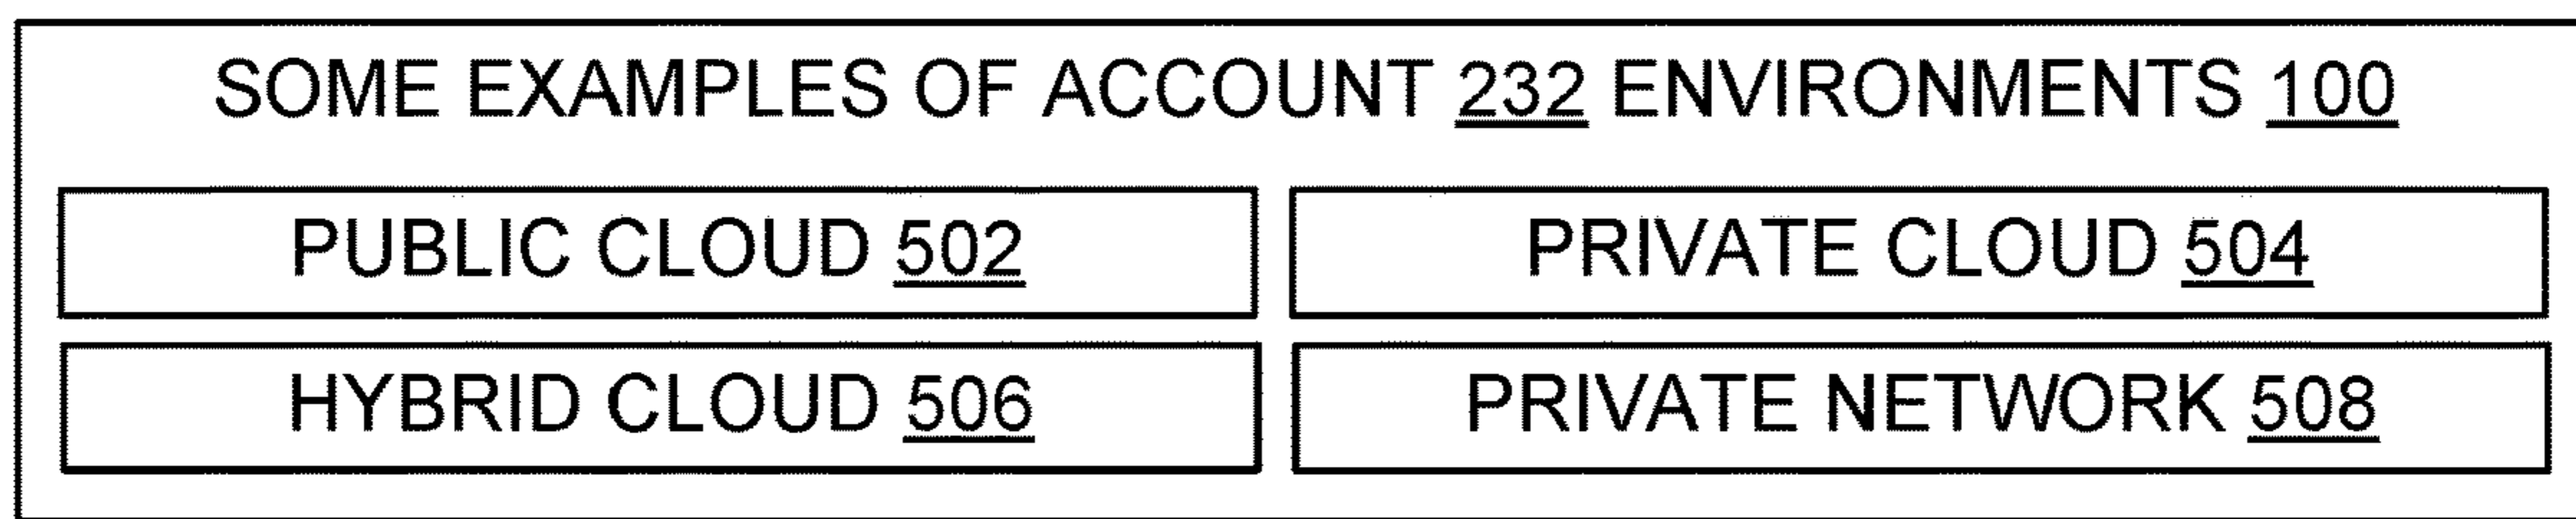 SOME EXAMPLES OF ACCOUNT 232 ENVIRONMENTS 100
PUBLIC CLOUD 502
PRIVATE CLOUD 504
HYBRID CLOUD 506
PRIVATE NETWORK 508